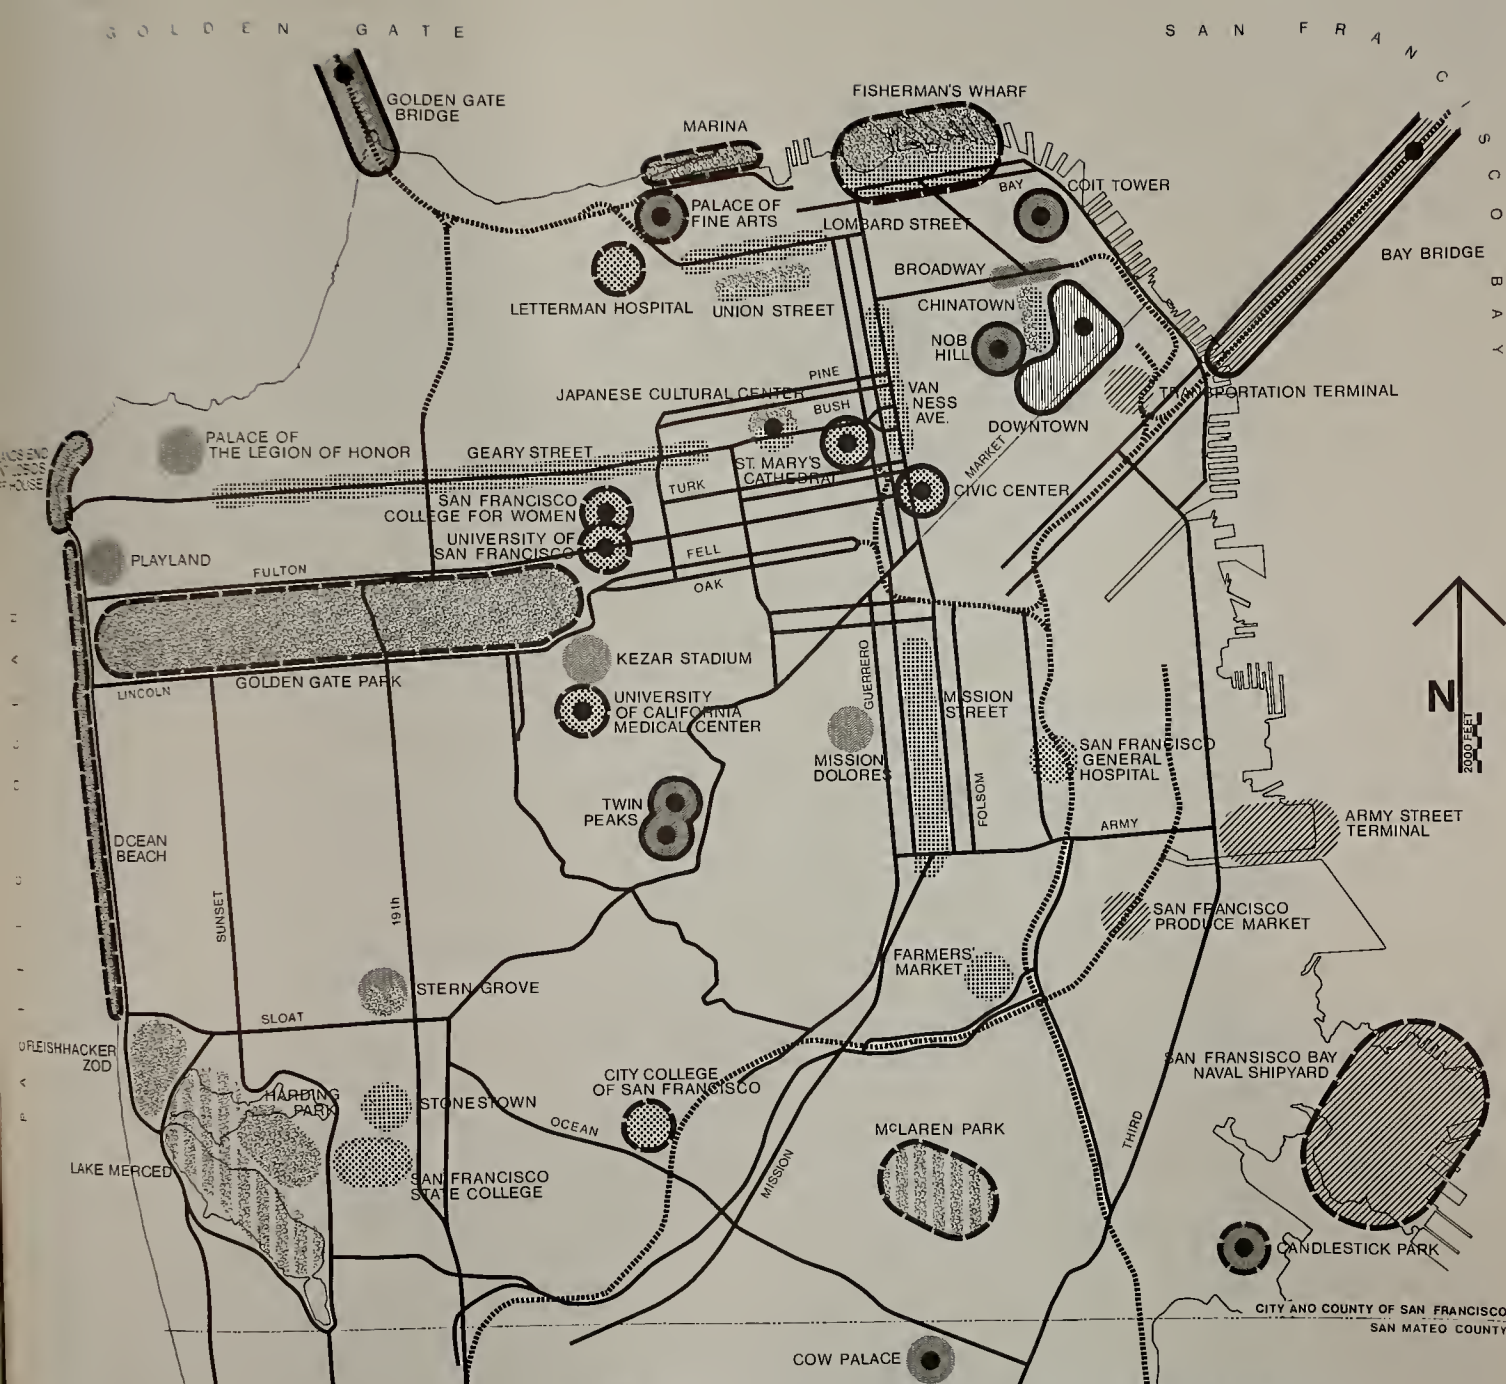 GOLDEN GATE
SAN FRANCISCO BAY
GOLDEN GATE
BRIDGE
FISHERMAN'S WHARF
MARINA
BAY
COIT TOWER
PALACE OF
FINE ARTS
LOMBARD STREET
BAY BRIDGE
BROADWAY
LETTERMAN HOSPITAL
UNION STREET
CHINATOWN
NOB
HILL
PINE
JAPANESE CULTURAL CENTER
BUSH
VAN
NESS
AVE.
TRANSPORTATION TERMINAL
DOWNTOWN
MARKET
PALACE OF
THE LEGION OF HONOR
GEARY STREET
ST. MARY'S
CATHEDRAL
TURK
CIVIC CENTER
SAN FRANCISCO
COLLEGE FOR WOMEN
UNIVERSITY OF
SAN FRANCISCO
PLAYLAND
FULTON
FELL
OAK
KEZAR STADIUM
GOLDEN GATE PARK
LINCOLN
UNIVERSITY
OF CALIFORNIA
MEDICAL CENTER
GUERRERO
MISSION
STREET
MISSION
DOLORES
SAN FRANCISCO
GENERAL
HOSPITAL
N
2000 FEET
TWIN
PEAKS
FOLSOM
ARMY
ARMY STREET
TERMINAL
OCEAN
BEACH
SUNSET
19th
SAN FRANCISCO
PRODUCE MARKET
FARMERS'
MARKET
STERN GROVE
SLOAT
FLEISHHACKER
ZOO
SAN FRANSISCO BAY
NAVAL SHIPYARD
CITY COLLEGE
OF SAN FRANCISCO
HARDING
PARK
STONESTOWN
OCEAN
McLAREN PARK
THIRD
LAKE MERCED
SAN FRANCISCO
STATE COLLEGE
MISSION
CANDLESTICK PARK
CITY AND COUNTY OF SAN FRANCISCO
SAN MATEO COUNTY
COW PALACE